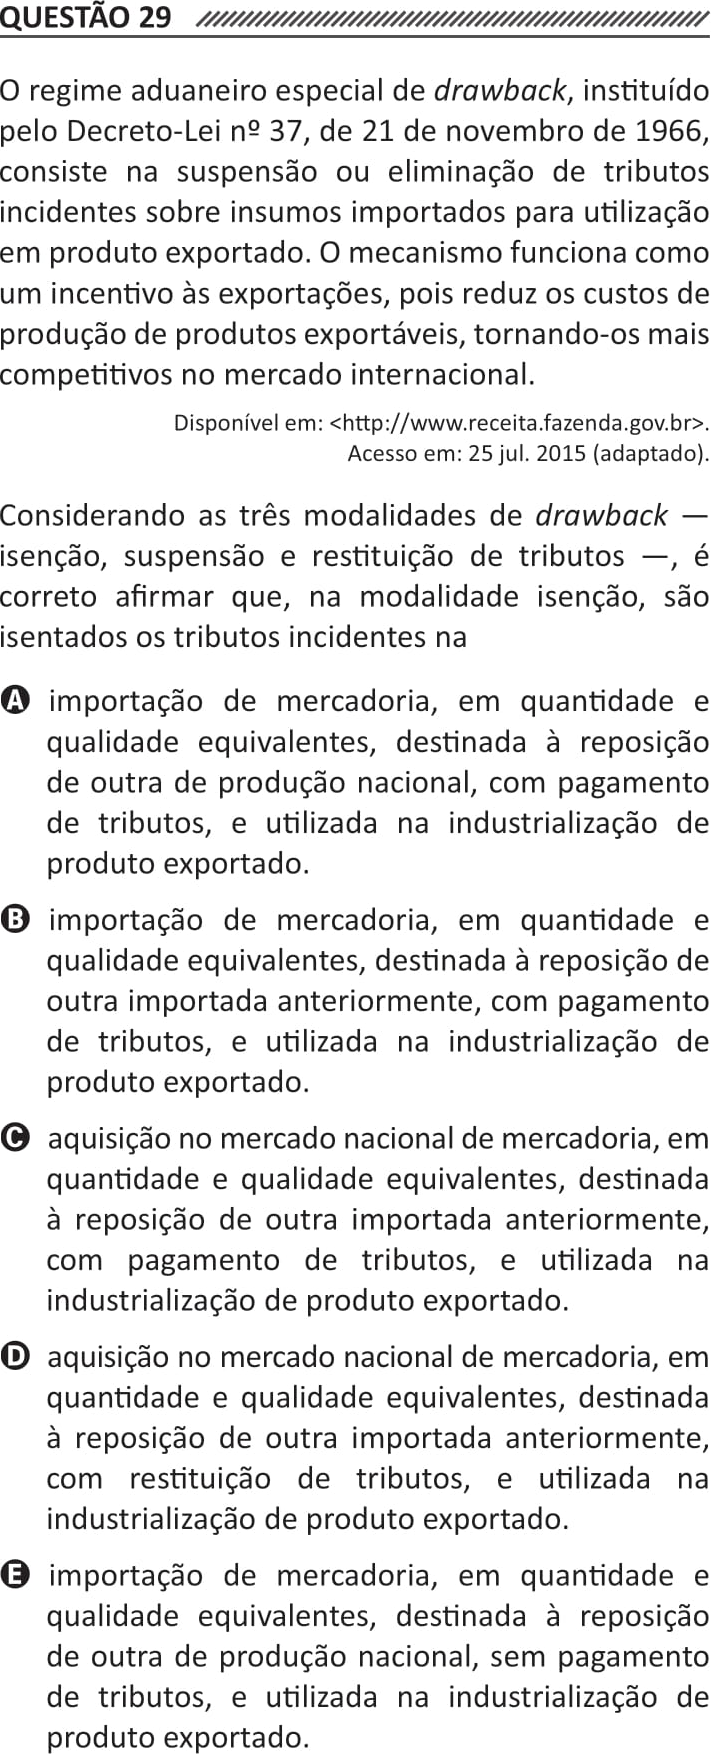 QUESTÃO 29
O regime aduaneiro especial de drawback, instituído
pelo Decreto-Lei nº 37, de 21 de novembro de 1966,
consiste na suspensão ou eliminação de tributos
incidentes sobre insumos importados para utilização
em produto exportado. O mecanismo funciona como
um incentivo às exportações, pois reduz os custos de
produção de produtos exportáveis, tornando-os mais
competitivos no mercado internacional.
Disponível em: <http://www.receita.fazenda.gov.br>.
Acesso em: 25 jul. 2015 (adaptado).
Considerando as três modalidades de drawback —
isenção, suspensão e restituição de tributos —, é
correto afirmar que, na modalidade isenção, são
isentados os tributos incidentes na
A importação de mercadoria, em quantidade e
qualidade equivalentes, destinada à reposição
de outra de produção nacional, com pagamento
de tributos, e utilizada na industrialização de
produto exportado.
B importação de mercadoria, em quantidade e
qualidade equivalentes, destinada à reposição de
outra importada anteriormente, com pagamento
de tributos, e utilizada na industrialização de
produto exportado.
C aquisição no mercado nacional de mercadoria, em
quantidade e qualidade equivalentes, destinada
à reposição de outra importada anteriormente,
com pagamento de tributos, e utilizada na
industrialização de produto exportado.
D aquisição no mercado nacional de mercadoria, em
quantidade e qualidade equivalentes, destinada
à reposição de outra importada anteriormente,
com restituição de tributos, e utilizada na
industrialização de produto exportado.
E importação de mercadoria, em quantidade e
qualidade equivalentes, destinada à reposição
de outra de produção nacional, sem pagamento
de tributos, e utilizada na industrialização de
produto exportado.